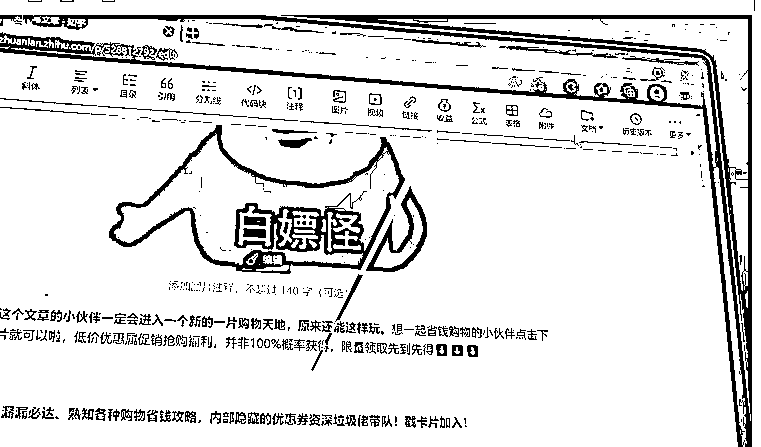 zhuanlan.zhihu.com/p/
斜体 列表 目录 引用 分割线 代码块 注释 图片 视频 链接 收益 公式 表格 附件 文档 历史版本 更多
白嫖怪
编辑
添加图片注释，不超过 140 字（可选）
这个文章的小伙伴一定会进入一个新的一片购物天地，原来还能这样玩。想一起省钱购物的小伙伴点击下
片就可以啦，低价优惠属促销抢购福利，并非100%概率获得，限量领取先到先得⬇⬇⬇
漏漏必达、熟知各种购物省钱攻略，内部隐藏的优惠券资深垃圾佬带队！戳卡片加入！